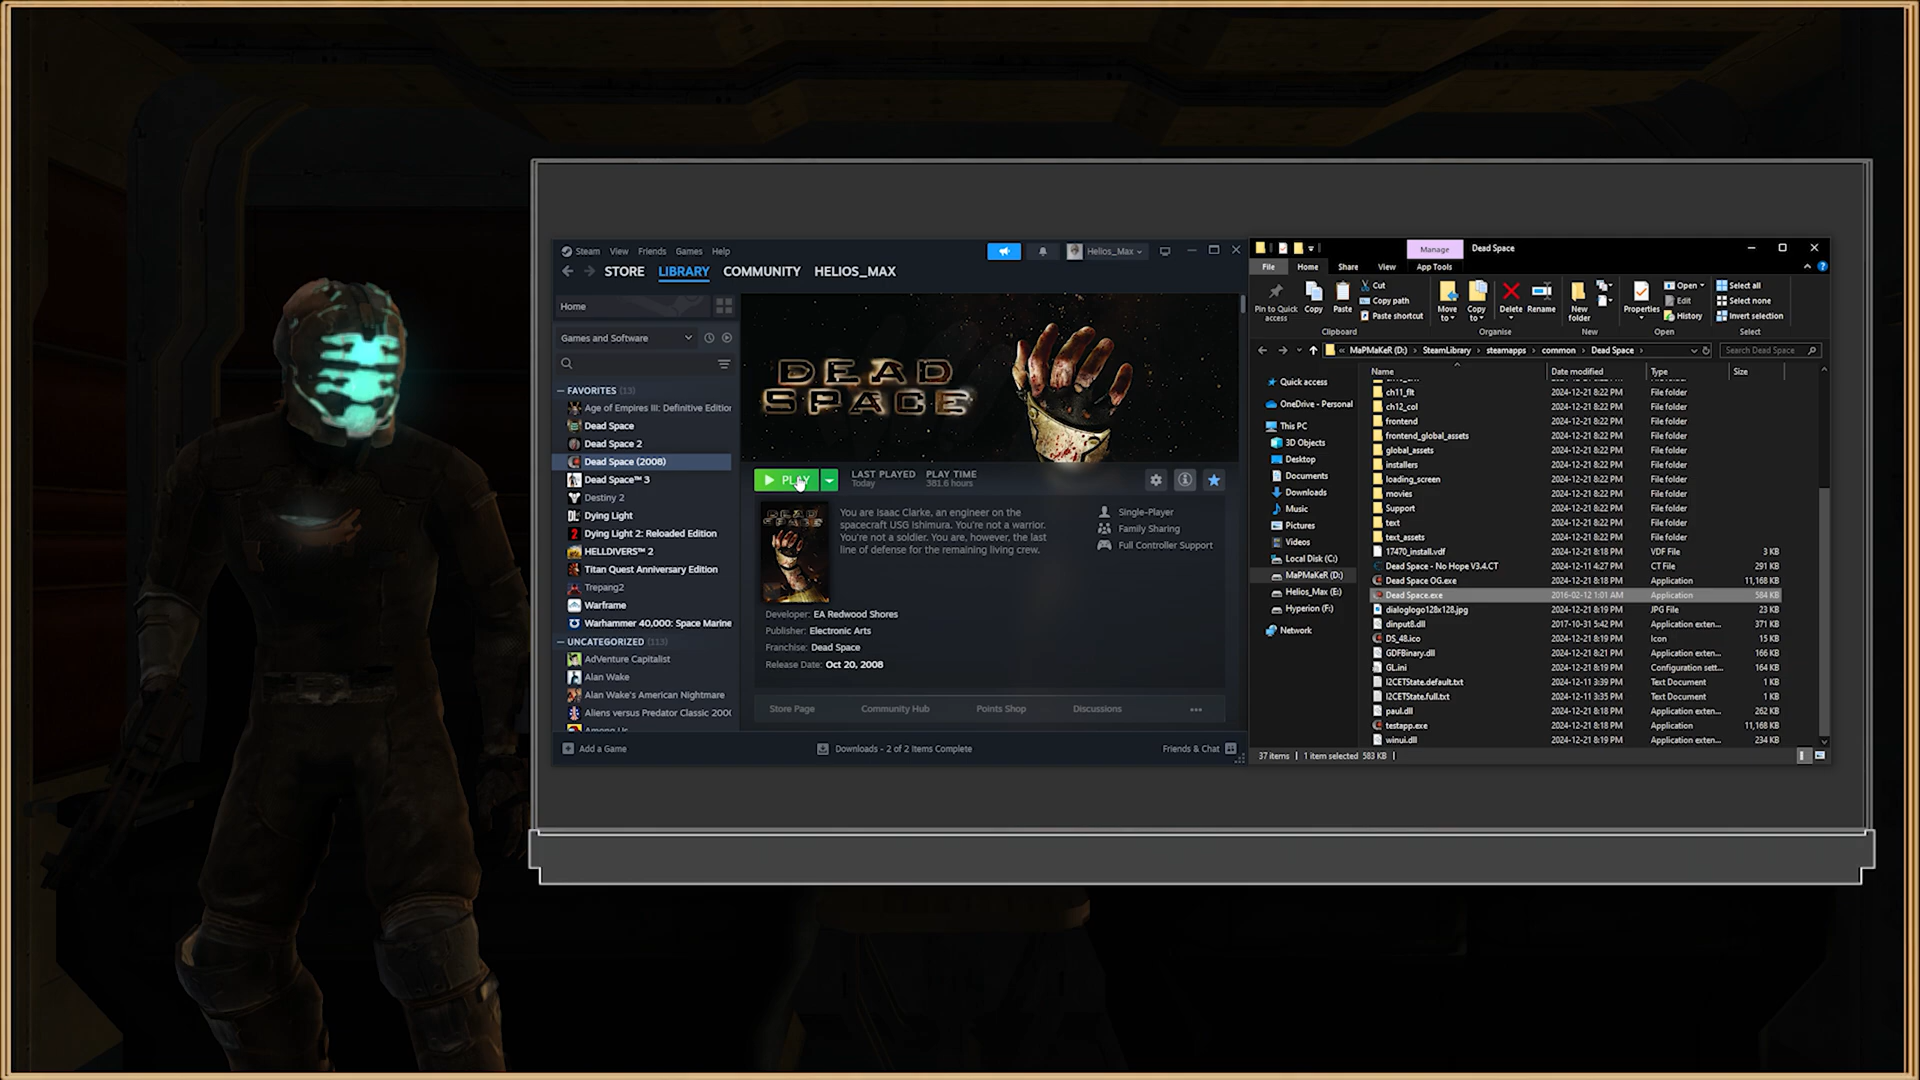 Steam View Friends Games Help
Helios_Max
STORE LIBRARY COMMUNITY HELIOS_MAX
Home
Games and Software
FAVORITES (13)
Age of Empires III: Definitive Edition
Dead Space
Dead Space 2
Dead Space (2008)
Dead Space™ 3
Destiny 2
Dying Light
Dying Light 2: Reloaded Edition
HELLDIVERS™ 2
Titan Quest Anniversary Edition
Trepang2
Warframe
Warhammer 40,000: Space Marine
UNCATEGORIZED (113)
AdVenture Capitalist
Alan Wake
Alan Wake's American Nightmare
Aliens versus Predator Classic 200
Among Us
Add a Game
DEAD
SPACE
PLAY
LAST PLAYED
Today
PLAY TIME
381.6 hours
DEAD
SPACE
You are Isaac Clarke, an engineer on the
spacecraft USG Ishimura. You're not a warrior.
You're not a soldier. You are, however, the last
line of defense for the remaining living crew.
Single-Player
Family Sharing
Full Controller Support
Developer: EA Redwood Shores
Publisher: Electronic Arts
Franchise: Dead Space
Release Date: Oct 20, 2008
Store Page Community Hub Points Shop Discussions
Downloads - 2 of 2 Items Complete
Friends & Chat
Manage Dead Space
File Home Share View App Tools
Pin to Quick
access
Copy
Paste
Cut
Copy path
Paste shortcut
Clipboard
Move
to
Copy
to
Delete
Rename
Organise
New
folder
New
Properties
Open
Edit
History
Open
Select all
Select none
Invert selection
Select
« MaPMaKeR (D:) › SteamLibrary › steamapps › common › Dead Space ›
Search Dead Space
Quick access
OneDrive - Personal
This PC
3D Objects
Desktop
Documents
Downloads
Music
Pictures
Videos
Local Disk (C:)
MaPMaKeR (D:)
Helios_Max (E:)
Hyperion (F:)
Network
Name Date modified Type Size
ch11_flt 2024-12-21 8:22 PM File folder
ch12_col 2024-12-21 8:22 PM File folder
frontend 2024-12-21 8:22 PM File folder
frontend_global_assets 2024-12-21 8:22 PM File folder
global_assets 2024-12-21 8:22 PM File folder
installers 2024-12-21 8:22 PM File folder
loading_screen 2024-12-21 8:22 PM File folder
movies 2024-12-21 8:22 PM File folder
Support 2024-12-21 8:22 PM File folder
text 2024-12-21 8:22 PM File folder
text_assets 2024-12-21 8:22 PM File folder
17470_install.vdf 2024-12-21 8:18 PM VDF File 3 KB
Dead Space - No Hope V3.4.CT 2024-12-11 4:27 PM CT File 291 KB
Dead Space OG.exe 2024-12-21 8:18 PM Application 11,168 KB
Dead Space.exe 2016-02-12 1:01 AM Application 584 KB
dialoglogo128x128.jpg 2024-12-21 8:19 PM JPG File 23 KB
dinput8.dll 2017-10-31 5:42 PM Application exten... 371 KB
DS_48.ico 2024-12-21 8:19 PM Icon 15 KB
GDFBinary.dll 2024-12-21 8:21 PM Application exten... 166 KB
GL.ini 2024-12-21 8:19 PM Configuration sett... 164 KB
I2CETState.default.txt 2024-12-11 3:39 PM Text Document 1 KB
I2CETState.full.txt 2024-12-11 3:35 PM Text Document 1 KB
paul.dll 2024-12-21 8:18 PM Application exten... 262 KB
testapp.exe 2024-12-21 8:18 PM Application 11,168 KB
winui.dll 2024-12-21 8:19 PM Application exten... 234 KB
37 items 1 item selected 583 KB